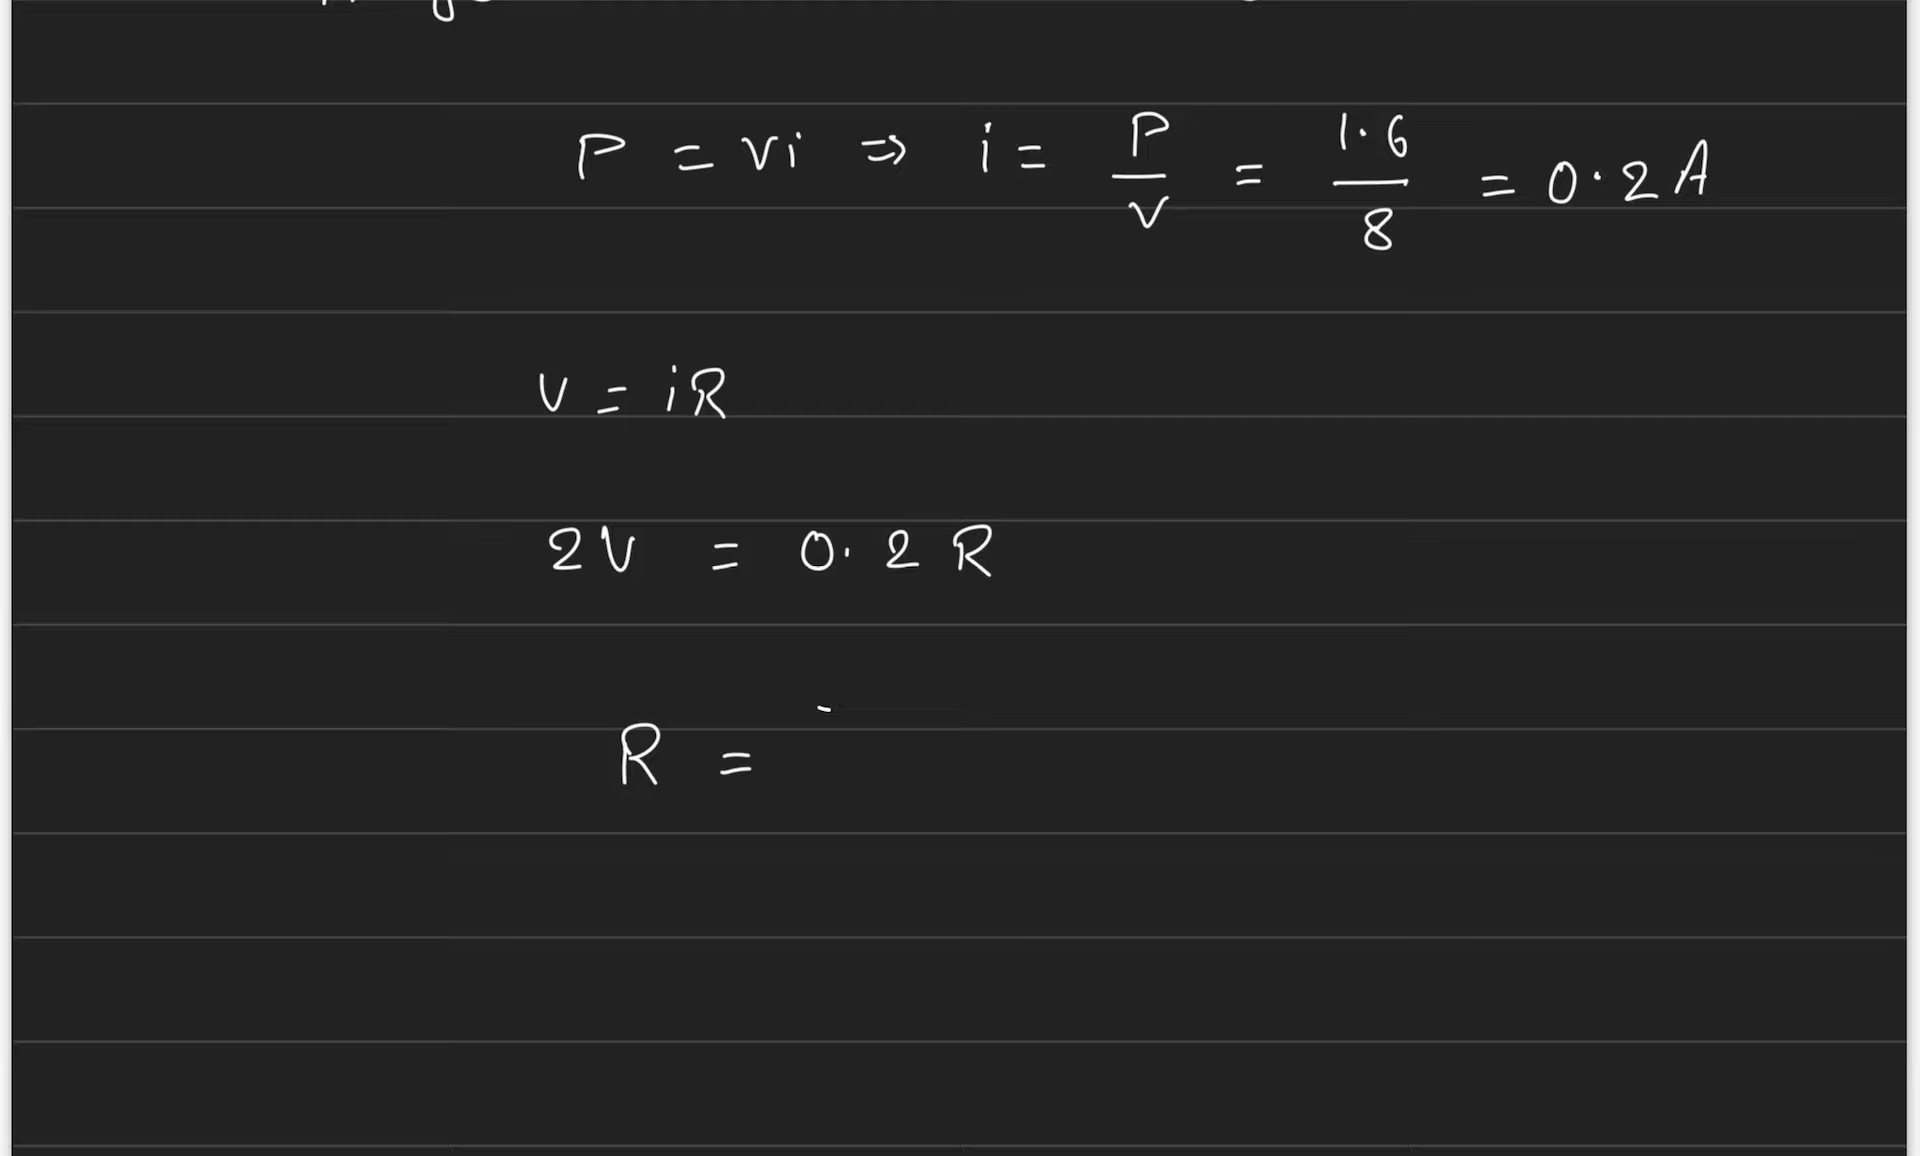 P = vi ⇒ i = P/v = 1.6/8 = 0.2 A
V = iR
2V = 0.2 R
R =